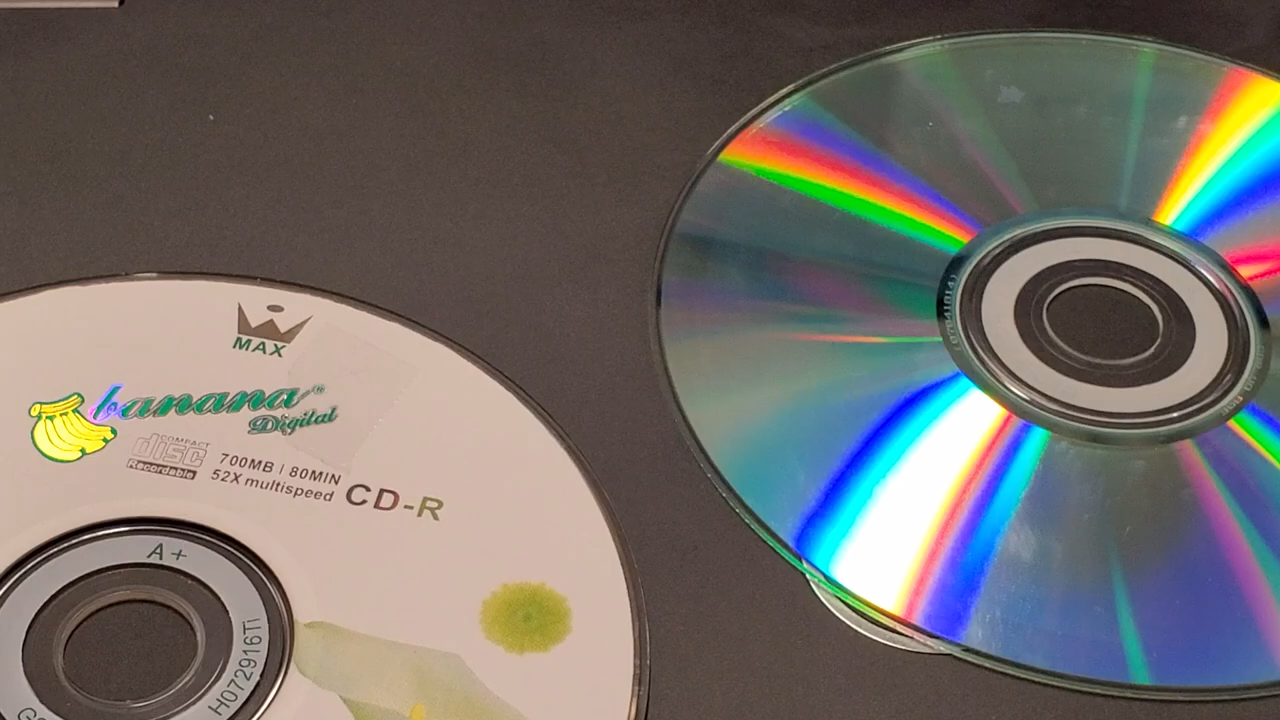 MAX
banana®
Digital
COMPACT
disc
Recordable
700MB | 80MIN
52X multispeed
CD-R
A+
H072916Ti